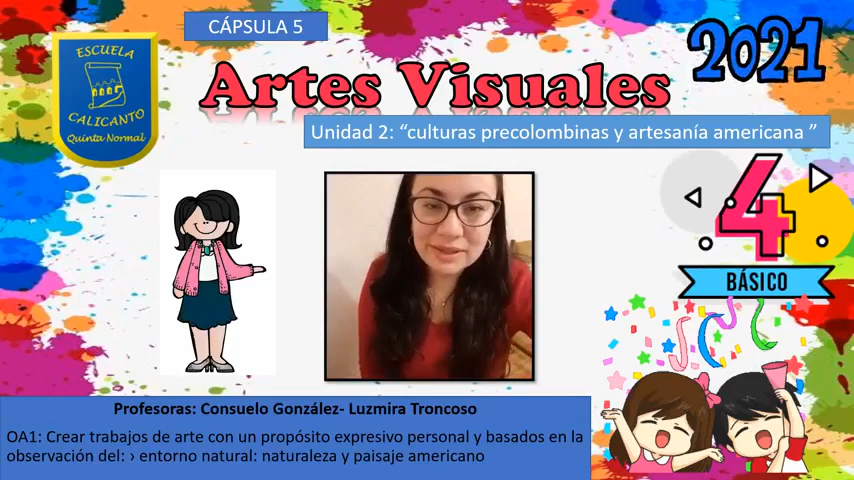 CÁPSULA 5
2021
ESCUELA
CALICANTO
Quinta Normal
Artes Visuales
Unidad 2: “culturas precolombinas y artesanía americana ”
4
BÁSICO
Profesoras: Consuelo González- Luzmira Troncoso
OA1: Crear trabajos de arte con un propósito expresivo personal y basados en la
observación del: › entorno natural: naturaleza y paisaje americano